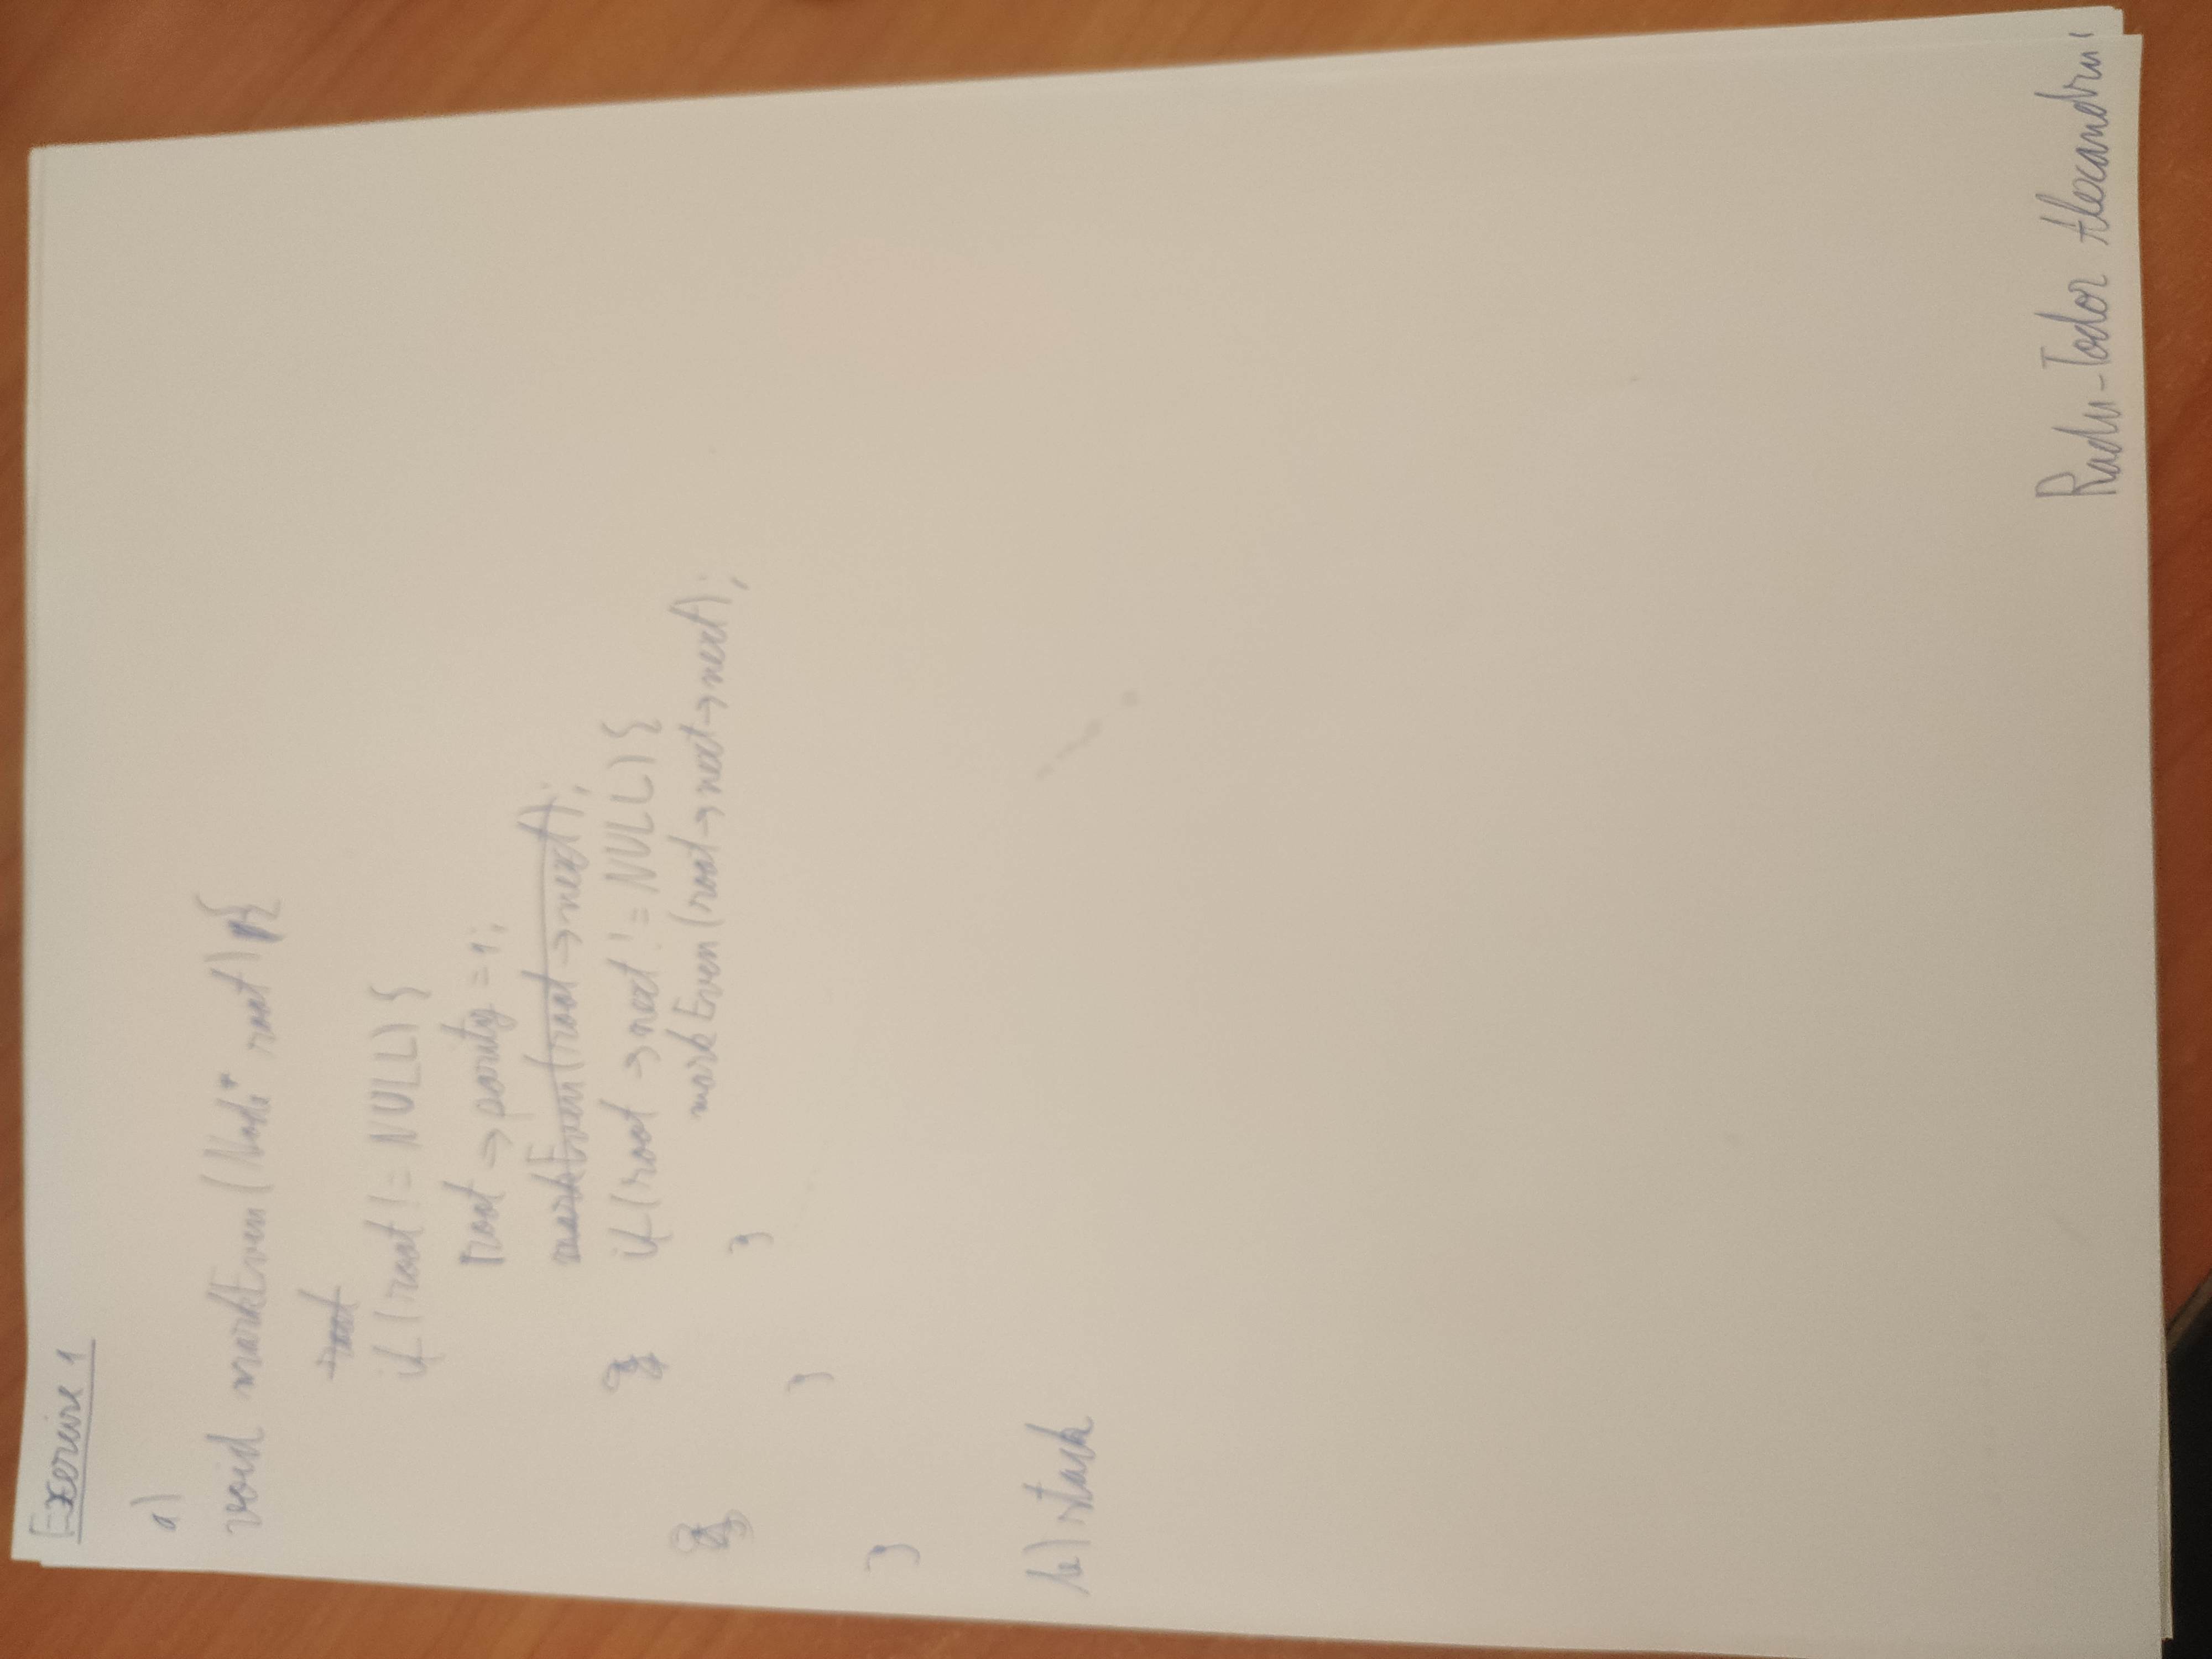 Exercise 1
a)
void markEven(Node* root) {
root
if (root != NULL) {
root → parity = 1;
markEven(root → next);
if (root → next != NULL) {
markEven(root → next → next);
}
}
}
b) stack
Radu-Todor Alexandru